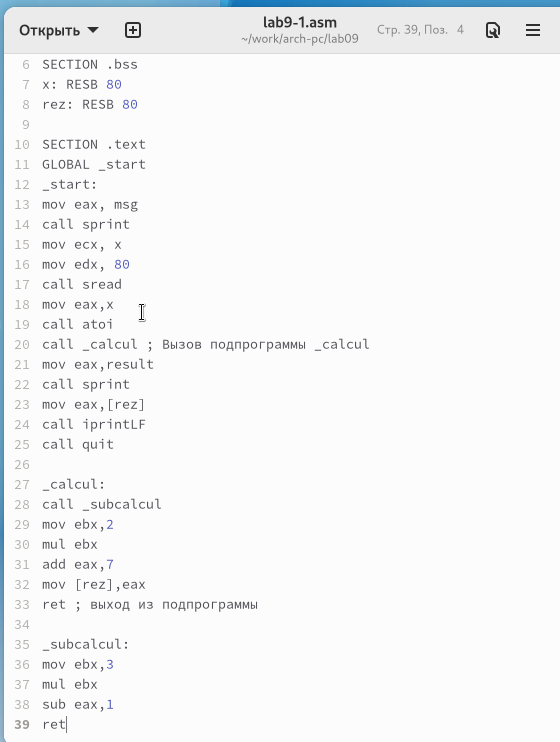 Открыть
lab9-1.asm
~/work/arch-pc/lab09
Стр. 39, Поз. 4
6 SECTION .bss
7 x: RESB 80
8 rez: RESB 80
9
10 SECTION .text
11 GLOBAL _start
12 _start:
13 mov eax, msg
14 call sprint
15 mov ecx, x
16 mov edx, 80
17 call sread
18 mov eax,x
19 call atoi
20 call _calcul ; Вызов подпрограммы _calcul
21 mov eax,result
22 call sprint
23 mov eax,[rez]
24 call iprintLF
25 call quit
26
27 _calcul:
28 call _subcalcul
29 mov ebx,2
30 mul ebx
31 add eax,7
32 mov [rez],eax
33 ret ; выход из подпрограммы
34
35 _subcalcul:
36 mov ebx,3
37 mul ebx
38 sub eax,1
39 ret